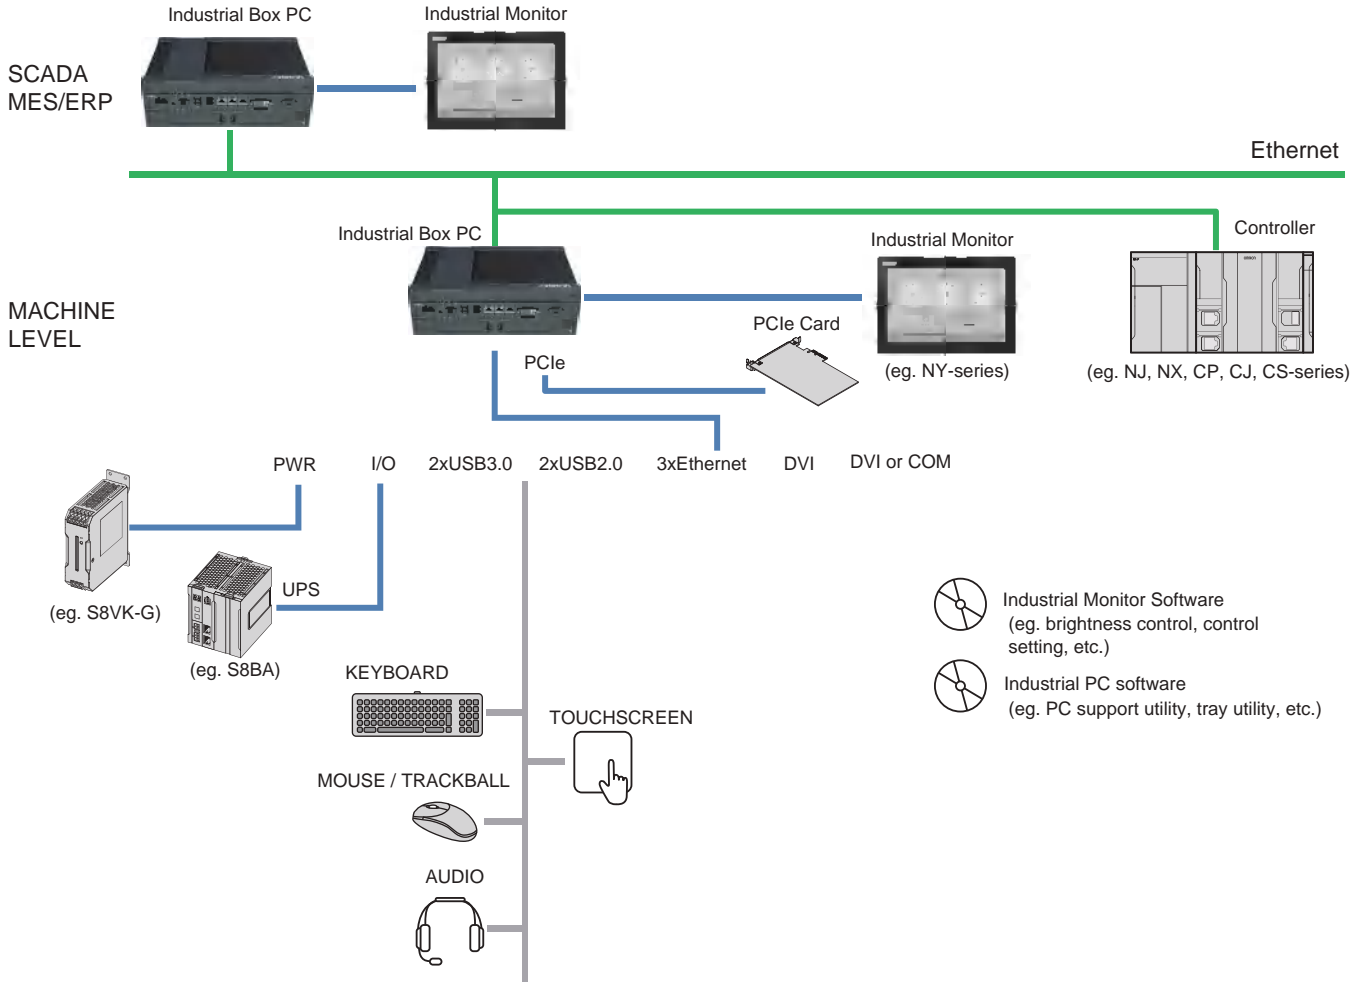 Industrial Box PC
Industrial Monitor
SCADA
MES/ERP
Ethernet
Industrial Box PC
Industrial Monitor
Controller
MACHINE
LEVEL
PCIe Card
PCIe
(eg. NY-series)
(eg. NJ, NX, CP, CJ, CS-series)
PWR
I/O
2xUSB3.0
2xUSB2.0
3xEthernet
DVI
DVI or COM
UPS
(eg. S8VK-G)
(eg. S8BA)
Industrial Monitor Software
(eg. brightness control, control
setting, etc.)
Industrial PC software
(eg. PC support utility, tray utility, etc.)
KEYBOARD
TOUCHSCREEN
MOUSE / TRACKBALL
AUDIO